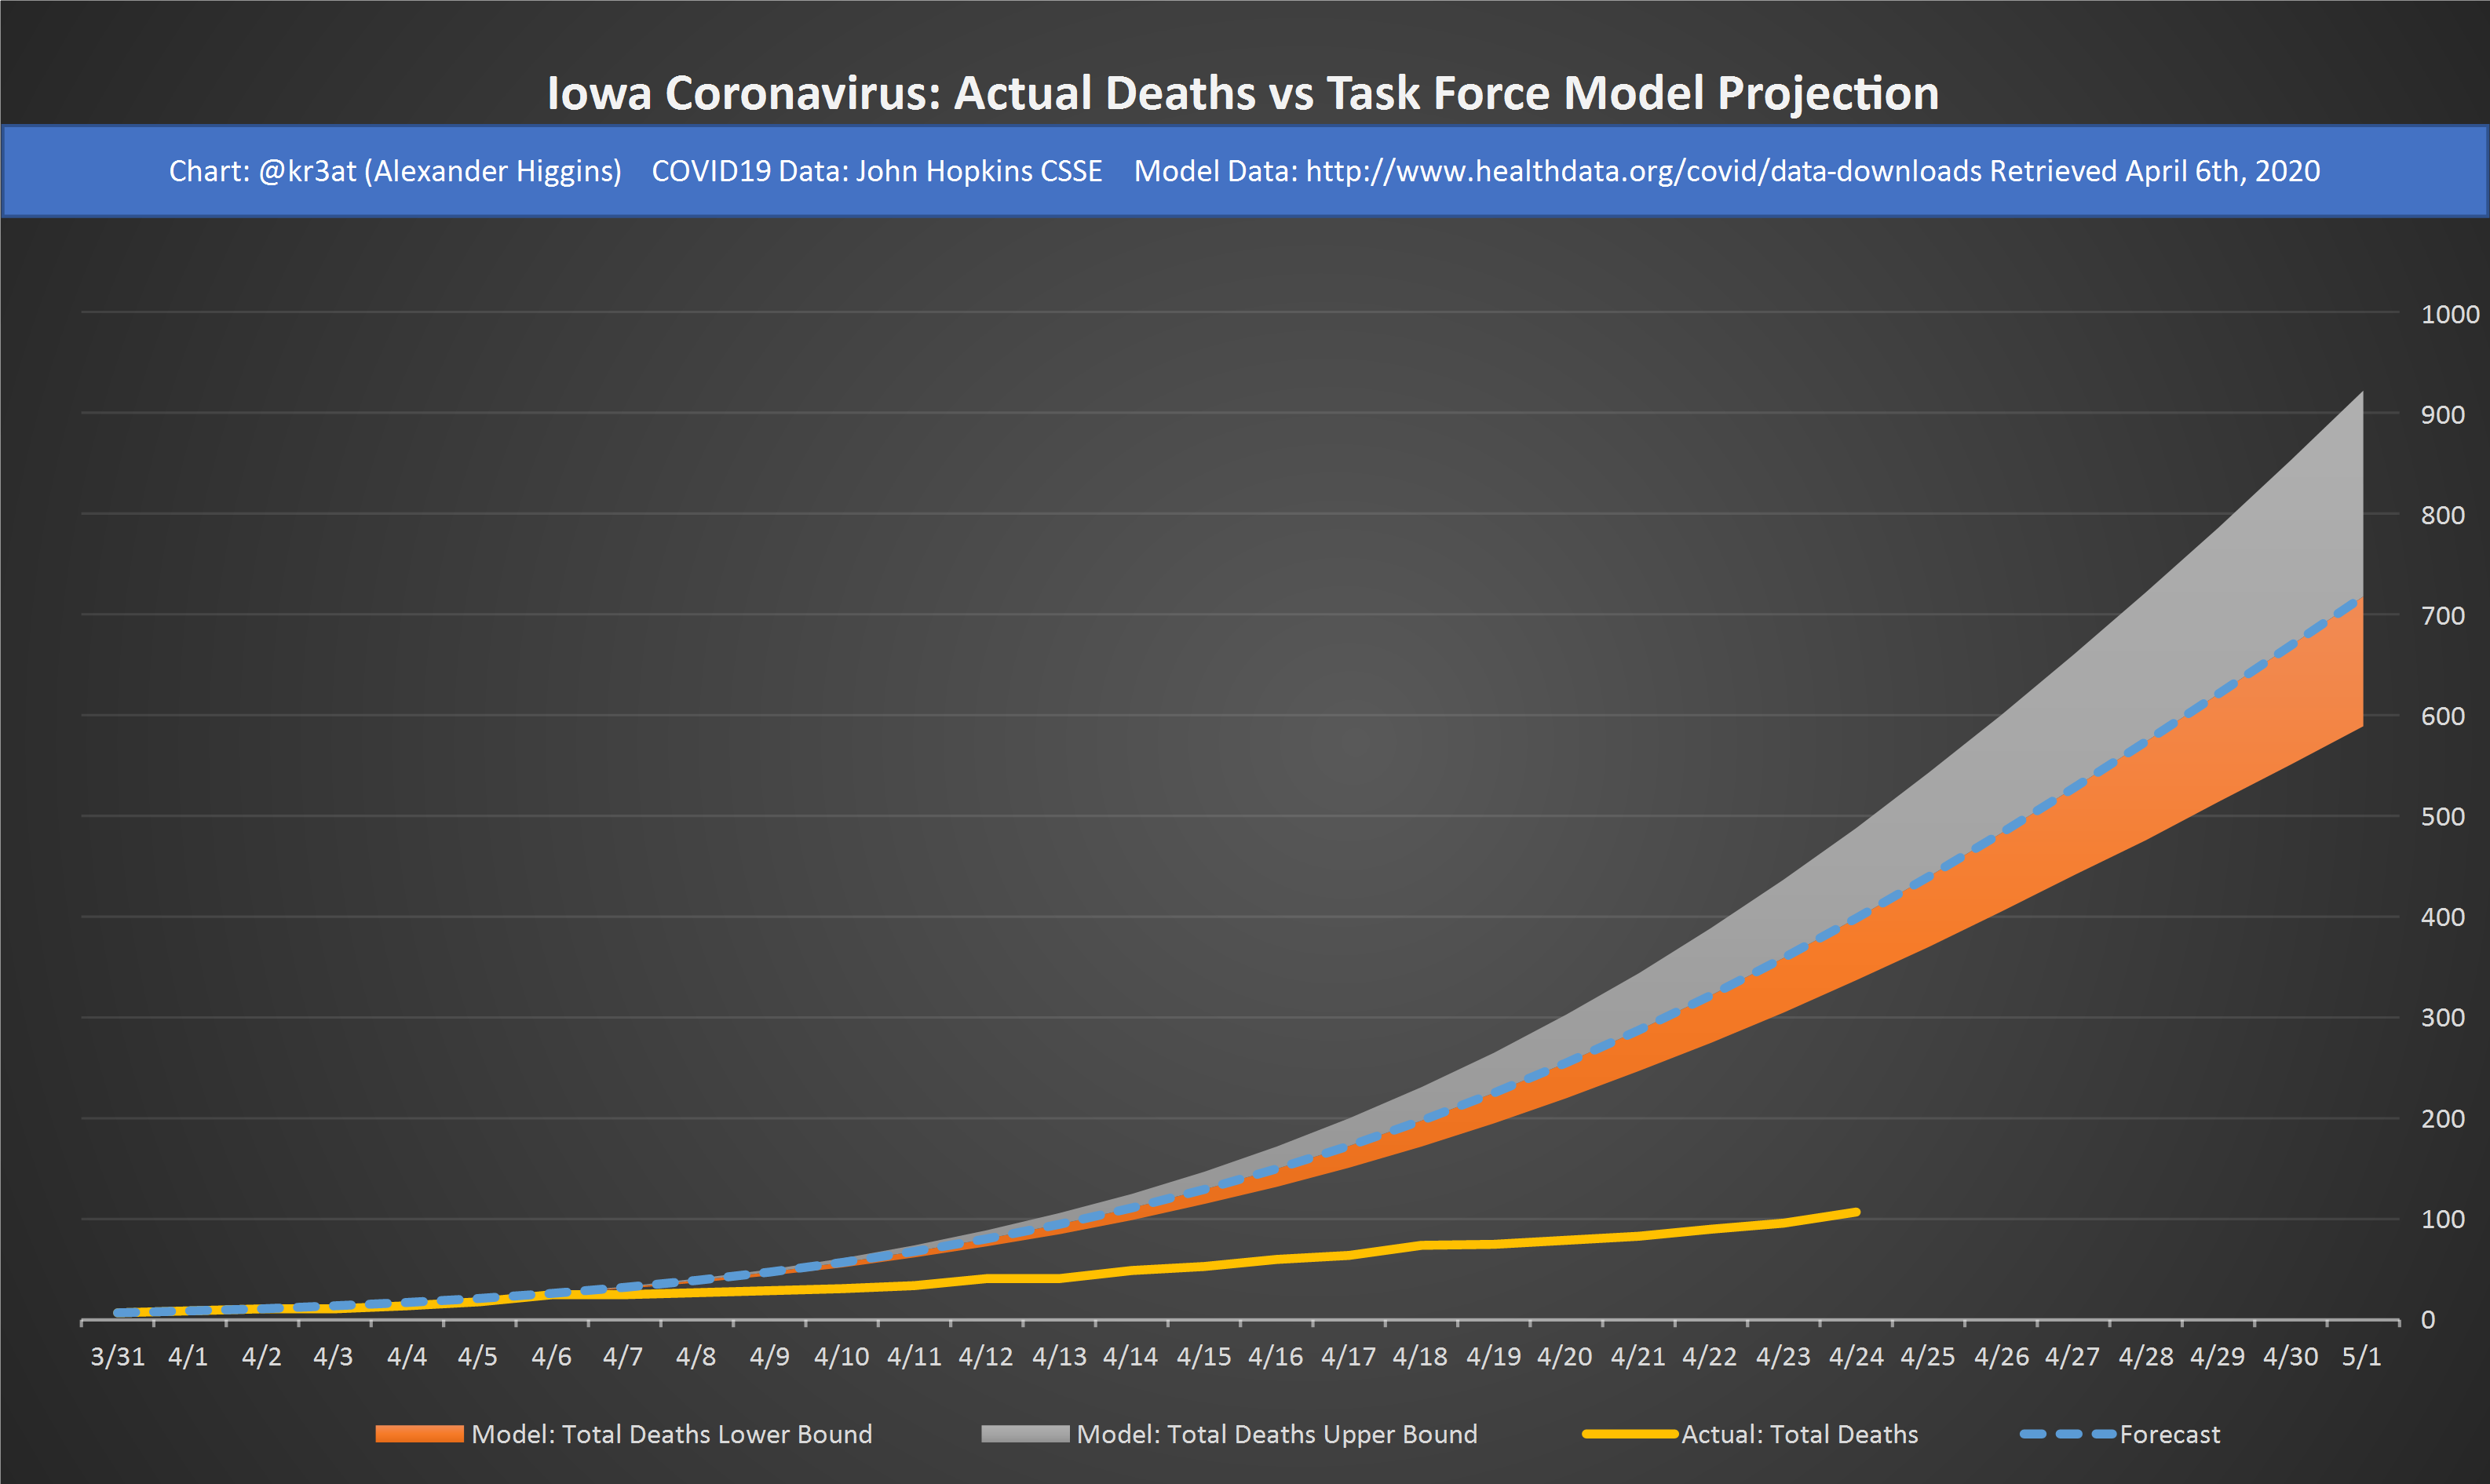 Iowa Coronavirus: Actual Deaths vs Task Force Model Projection
Chart: @kr3at (Alexander Higgins) COVID19 Data: John Hopkins CSSE Model Data: http://www.healthdata.org/covid/data-downloads Retrieved April 6th, 2020
1000
900
800
700
600
500
400
300
200
100
0
3/31 4/1 4/2 4/3 4/4 4/5 4/6 4/7 4/8 4/9 4/10 4/11 4/12 4/13 4/14 4/15 4/16 4/17 4/18 4/19 4/20 4/21 4/22 4/23 4/24 4/25 4/26 4/27 4/28 4/29 4/30 5/1
Model: Total Deaths Lower Bound Model: Total Deaths Upper Bound Actual: Total Deaths Forecast